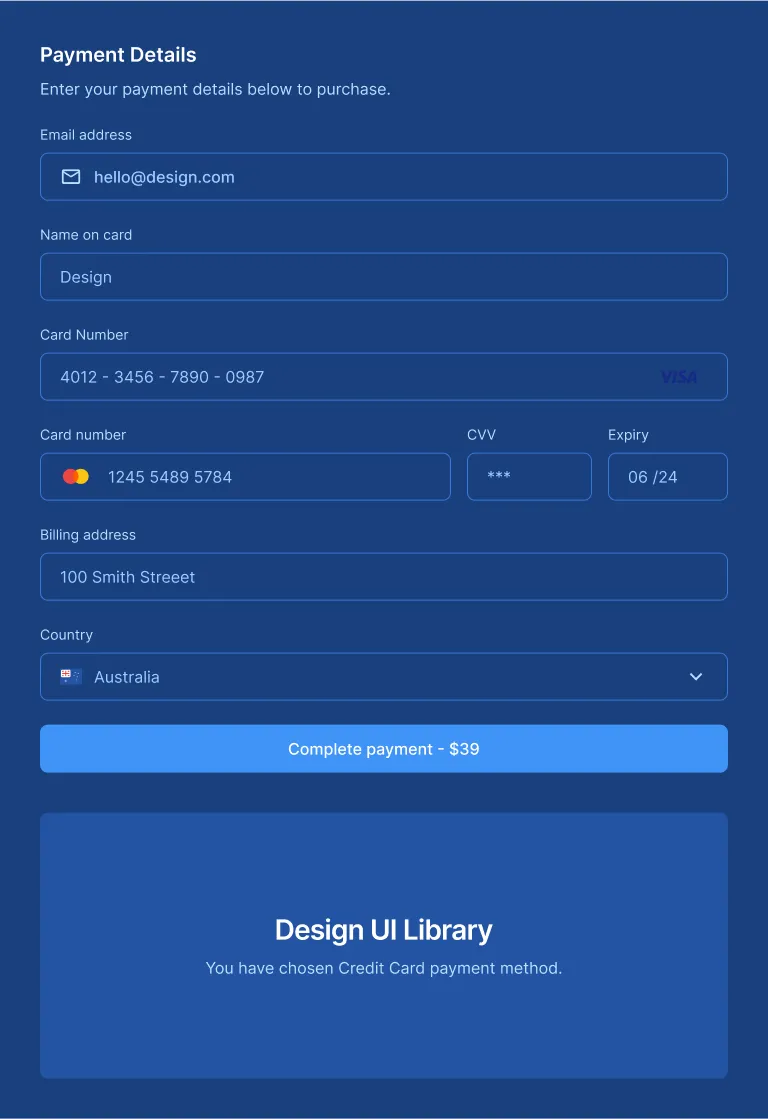 Payment Details
Enter your payment details below to purchase.
Email address
hello@design.com
Name on card
Design
Card Number
4012 - 3456 - 7890 - 0987 VISA
Card number CVV Expiry
1245 5489 5784 *** 06 /24
Billing address
100 Smith Streeet
Country
Australia
Complete payment - $39
Design UI Library
You have chosen Credit Card payment method.